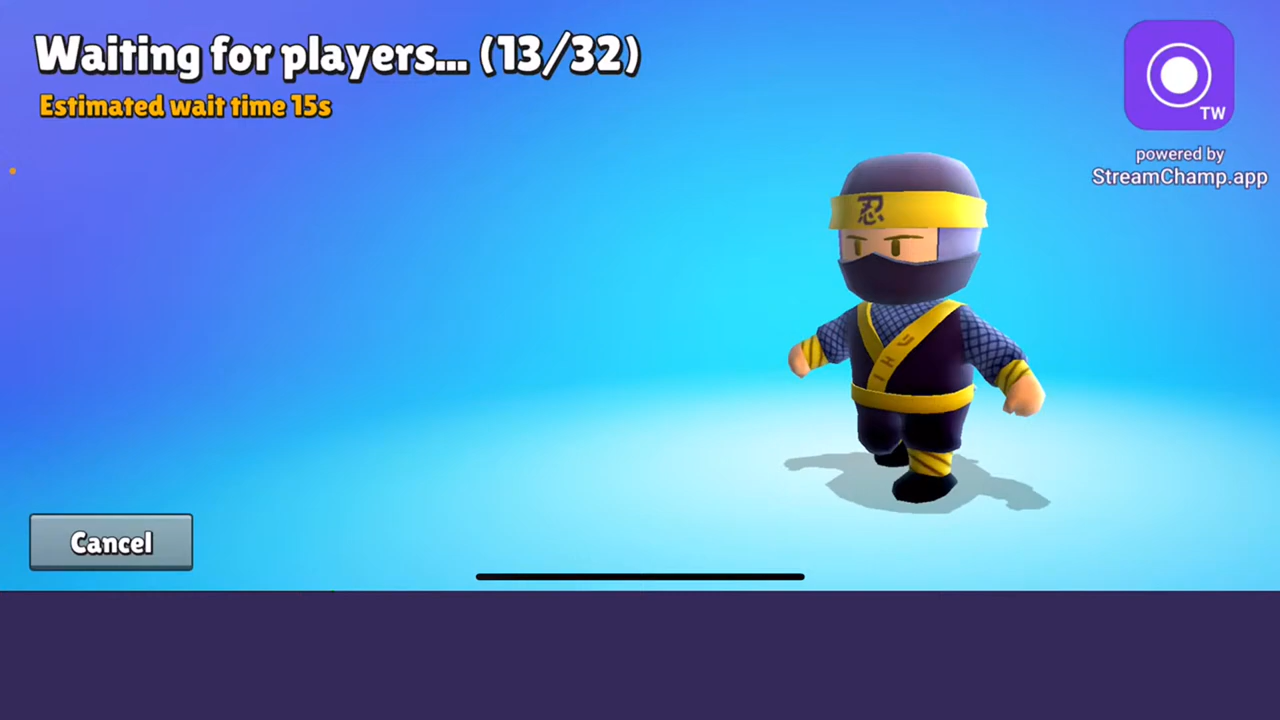 Waiting for players... (13/32)
Estimated wait time 15s
TW
powered by
StreamChamp.app
忍
Cancel